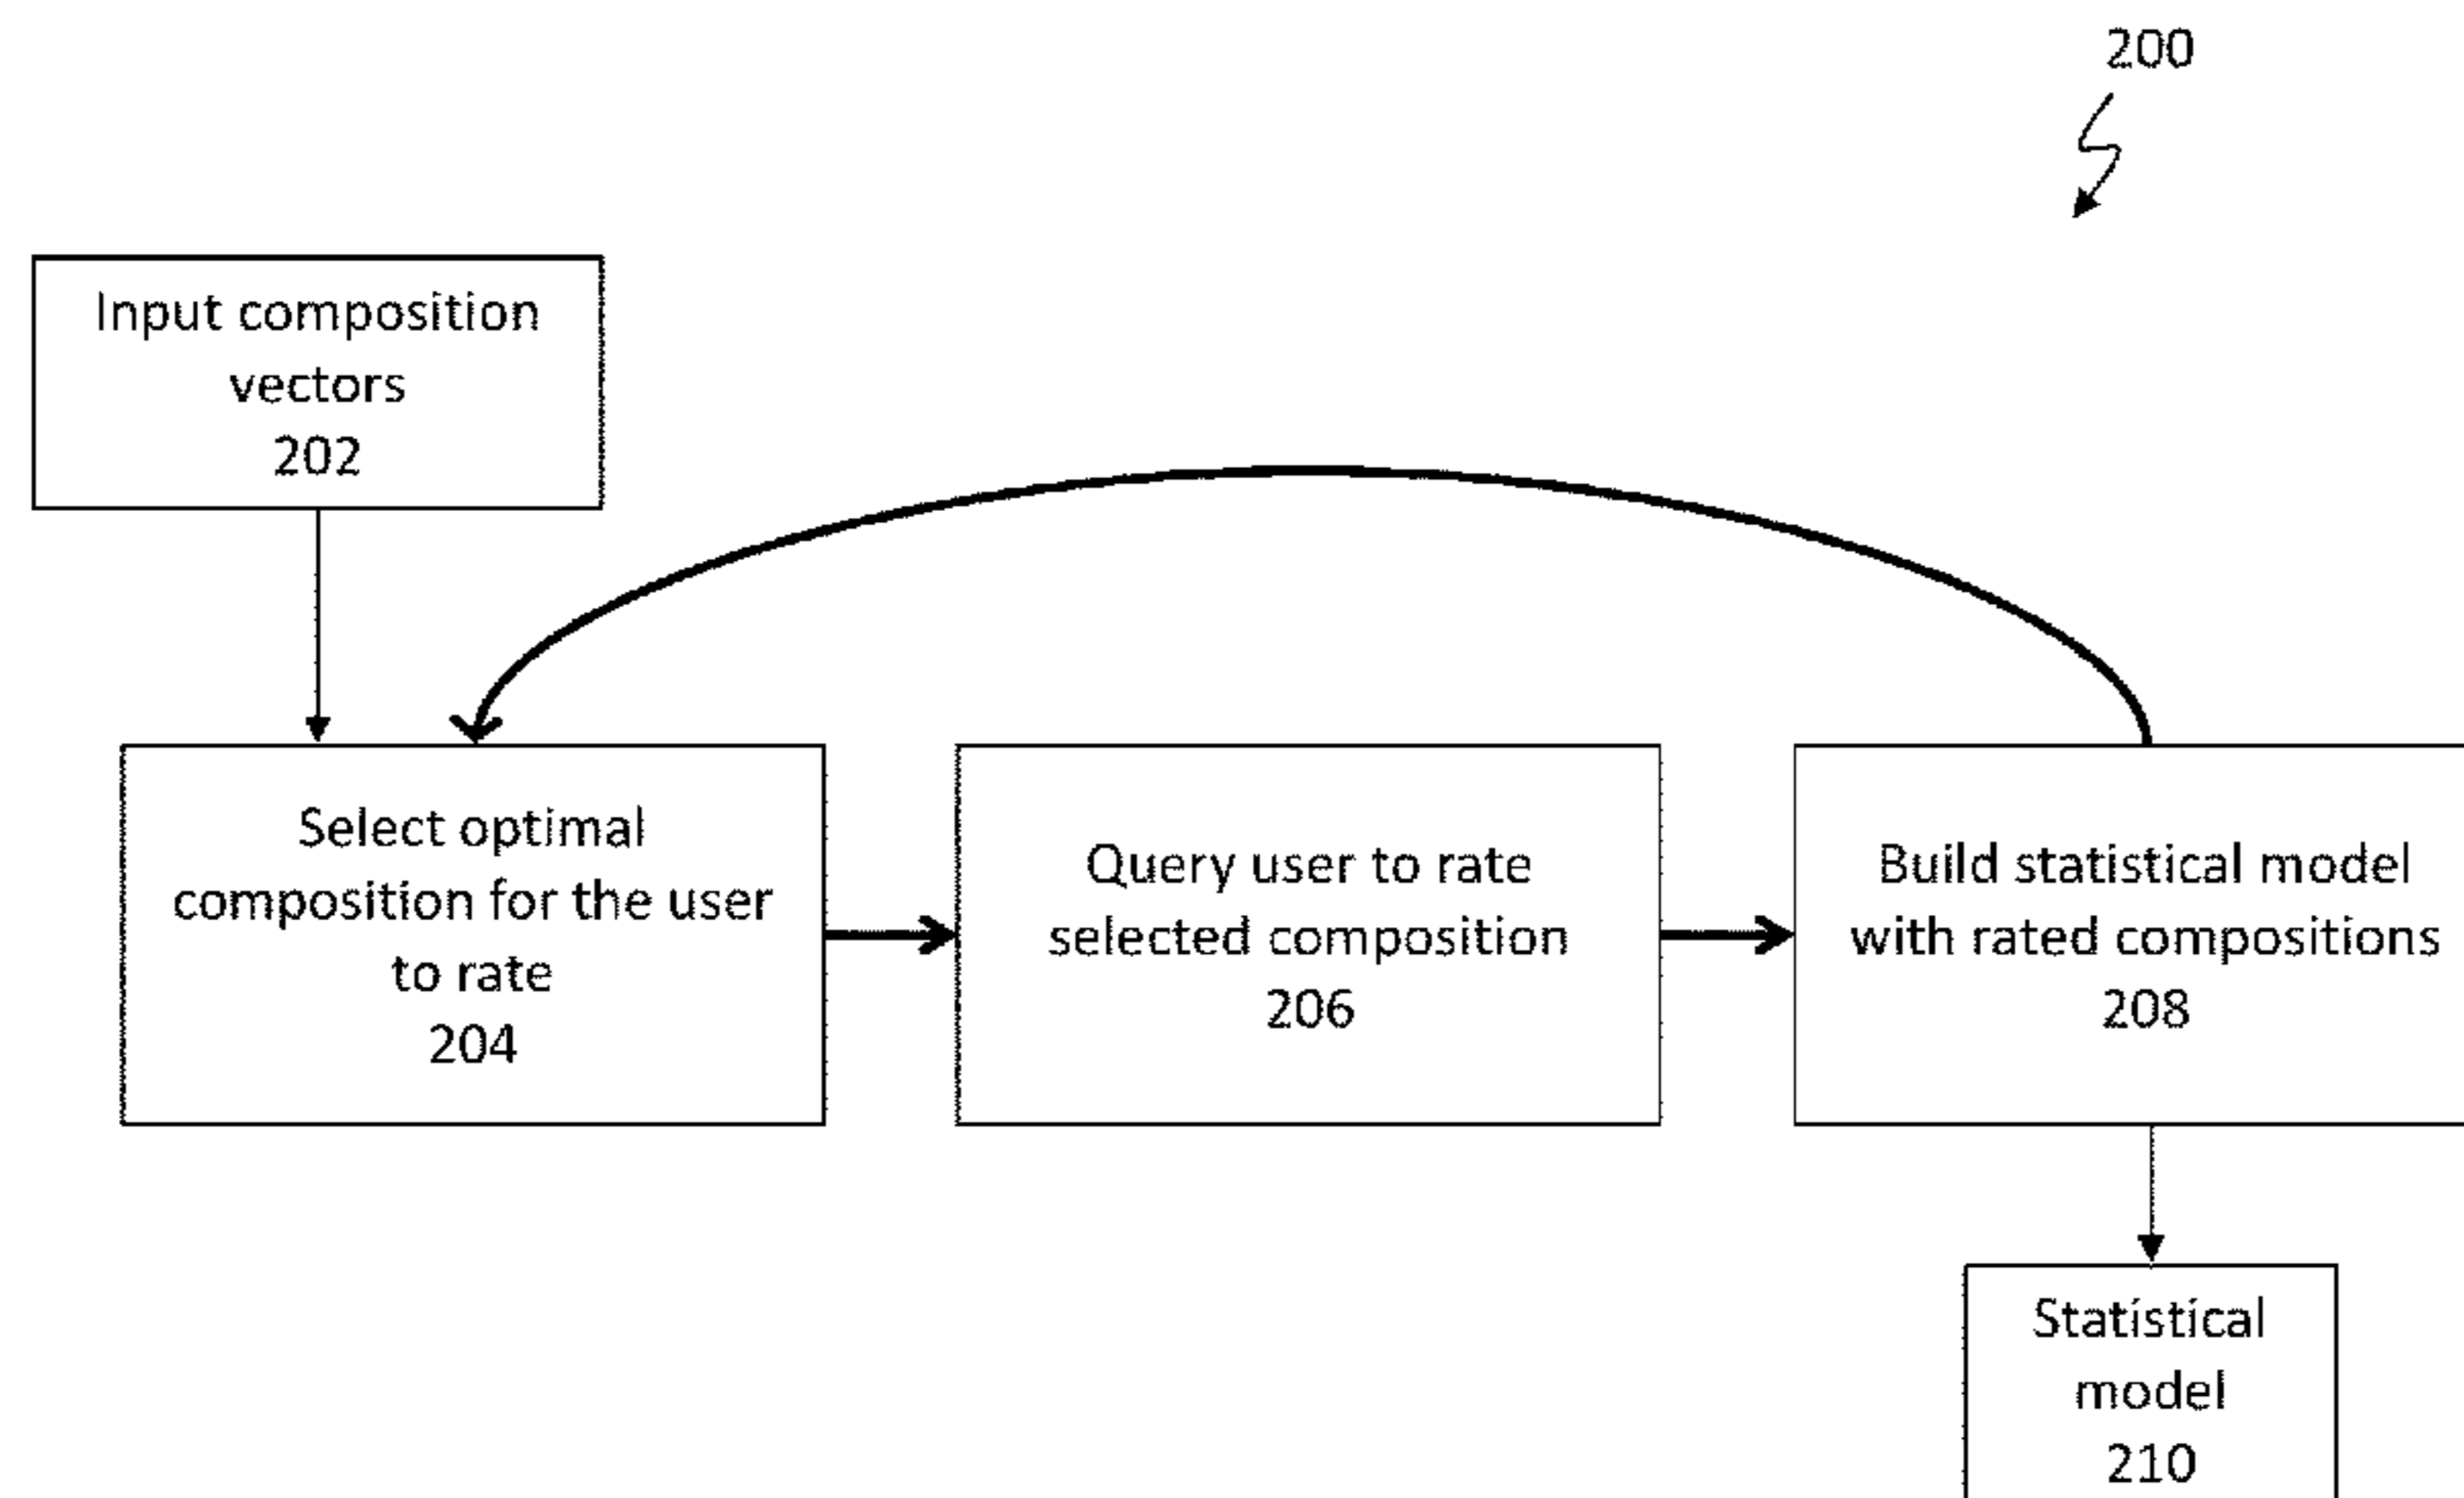 200
Input composition
vectors
202
Select optimal
composition for the user
to rate
204
Query user to rate
selected composition
206
Build statistical model
with rated compositions
208
Statistical
model
210